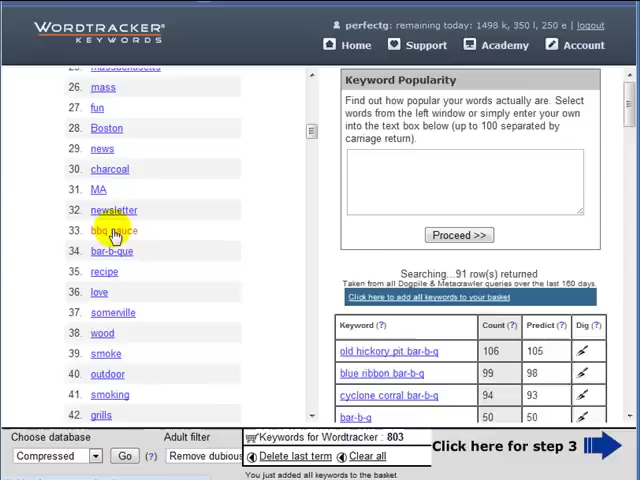 WORDTRACKER
KEYWORDS
perfectg: remaining today: 1498 k, 350 l, 250 e | logout
Home Support Academy Account
25. massachusetts
26. mass
27. fun
28. Boston
29. news
30. charcoal
31. MA
32. newsletter
33. bbq sauce
34. bar-b-que
35. recipe
36. love
37. somerville
38. wood
39. smoke
40. outdoor
41. smoking
42. grills
Keyword Popularity
Find out how popular your words actually are. Select
words from the left window or simply enter your own
into the text box below (up to 100 separated by
carriage return).
Proceed >>
Searching...91 row(s) returned
Taken from all Dogpile & Metacrawler queries over the last 160 days.
Click here to add all keywords to your basket
Keyword (?) Count (?) Predict (?) Dig (?)
old hickory pit bar-b-q 106 105
blue ribbon bar-b-q 99 98
cyclone corral bar-b-q 94 93
bar-b-q 50 50
Choose database
Compressed Go (?)
Adult filter
Remove dubious
Keywords for Wordtracker : 803
Delete last term Clear all
You just added all keywords to the basket.
Click here for step 3